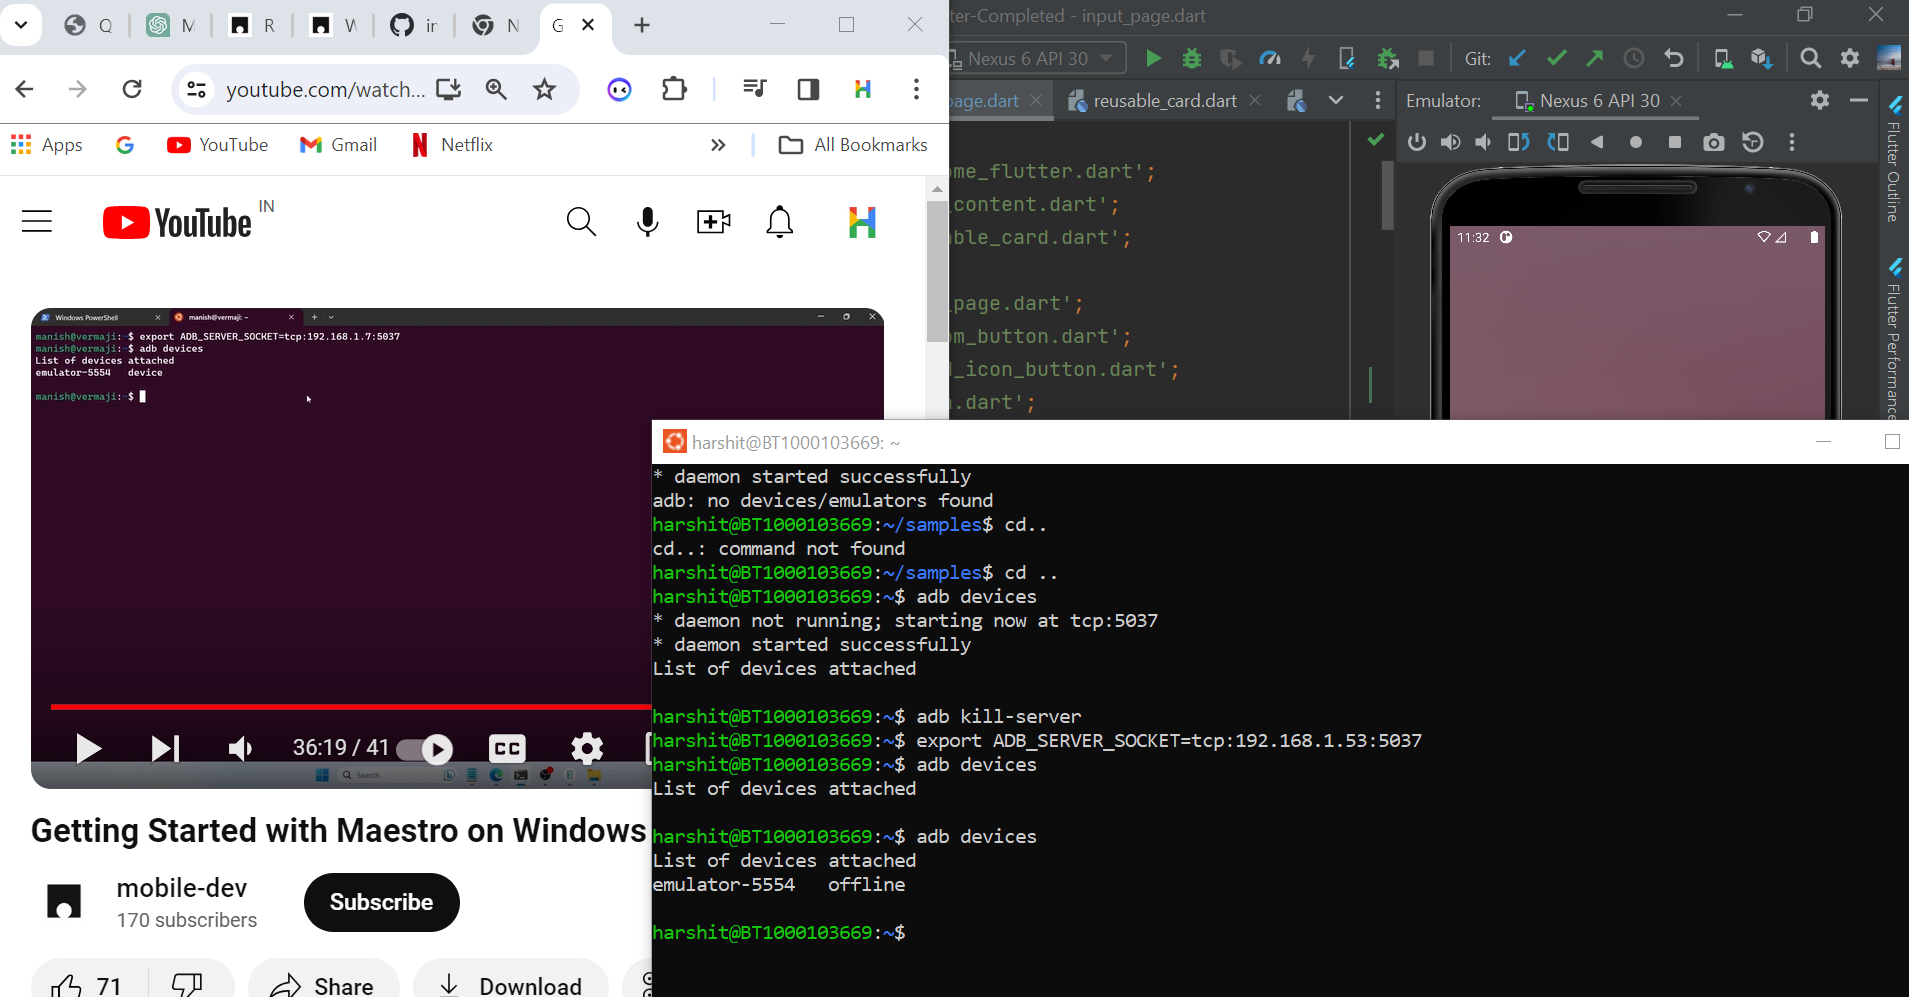 Q
M
R
W
ir
N
G
youtube.com/watch...
Apps
YouTube
Gmail
Netflix
»
All Bookmarks
YouTube IN
Windows PowerShell
manish@vermaji: ~
manish@vermaji:~$ export ADB_SERVER_SOCKET=tcp:192.168.1.7:5037
manish@vermaji:~$ adb devices
List of devices attached
emulator-5554 device
manish@vermaji:~$
36:19 / 41
CC
Search
Getting Started with Maestro on Windows
mobile-dev
170 subscribers
Subscribe
71
Share
Download
ter-Completed - input_page.dart
Nexus 6 API 30
Git:
page.dart
reusable_card.dart
Emulator:
Nexus 6 API 30
me_flutter.dart';
_content.dart';
ble_card.dart';
_page.dart';
om_button.dart';
d_icon_button.dart';
.dart';
11:32
Flutter Outline
Flutter Performance
harshit@BT1000103669: ~
* daemon started successfully
adb: no devices/emulators found
harshit@BT1000103669:~/samples$ cd..
cd..: command not found
harshit@BT1000103669:~/samples$ cd ..
harshit@BT1000103669:~$ adb devices
* daemon not running; starting now at tcp:5037
* daemon started successfully
List of devices attached
harshit@BT1000103669:~$ adb kill-server
harshit@BT1000103669:~$ export ADB_SERVER_SOCKET=tcp:192.168.1.53:5037
harshit@BT1000103669:~$ adb devices
List of devices attached
harshit@BT1000103669:~$ adb devices
List of devices attached
emulator-5554 offline
harshit@BT1000103669:~$